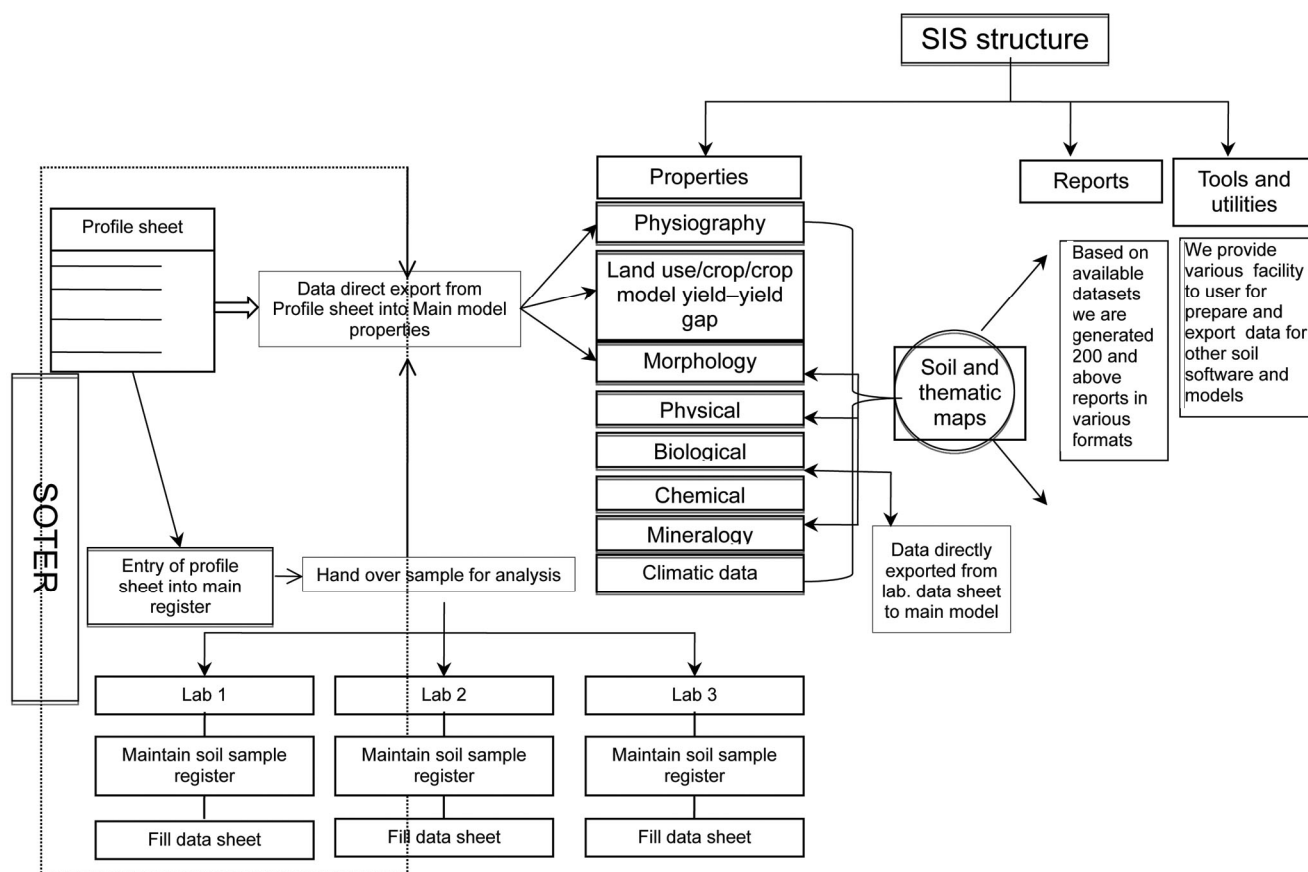 SIS structure
Properties
Reports
Tools and
utilities
Profile sheet
Physiography
Land use/crop/crop
model yield–yield
gap
Morphology
Physical
Biological
Chemical
Mineralogy
Climatic data
Data direct export from
Profile sheet into Main model
properties
Soil and
thematic
maps
Based on
available
datasets
we are
generated
200 and
above
reports in
various
formats
We provide
various facility
to user for
prepare and
export data for
other soil
software and
models
SOTER
Entry of profile
sheet into main
register
Hand over sample for analysis
Data directly
exported from
lab. data sheet
to main model
Lab 1
Lab 2
Lab 3
Maintain soil sample
register
Maintain soil sample
register
Maintain soil sample
register
Fill data sheet
Fill data sheet
Fill data sheet